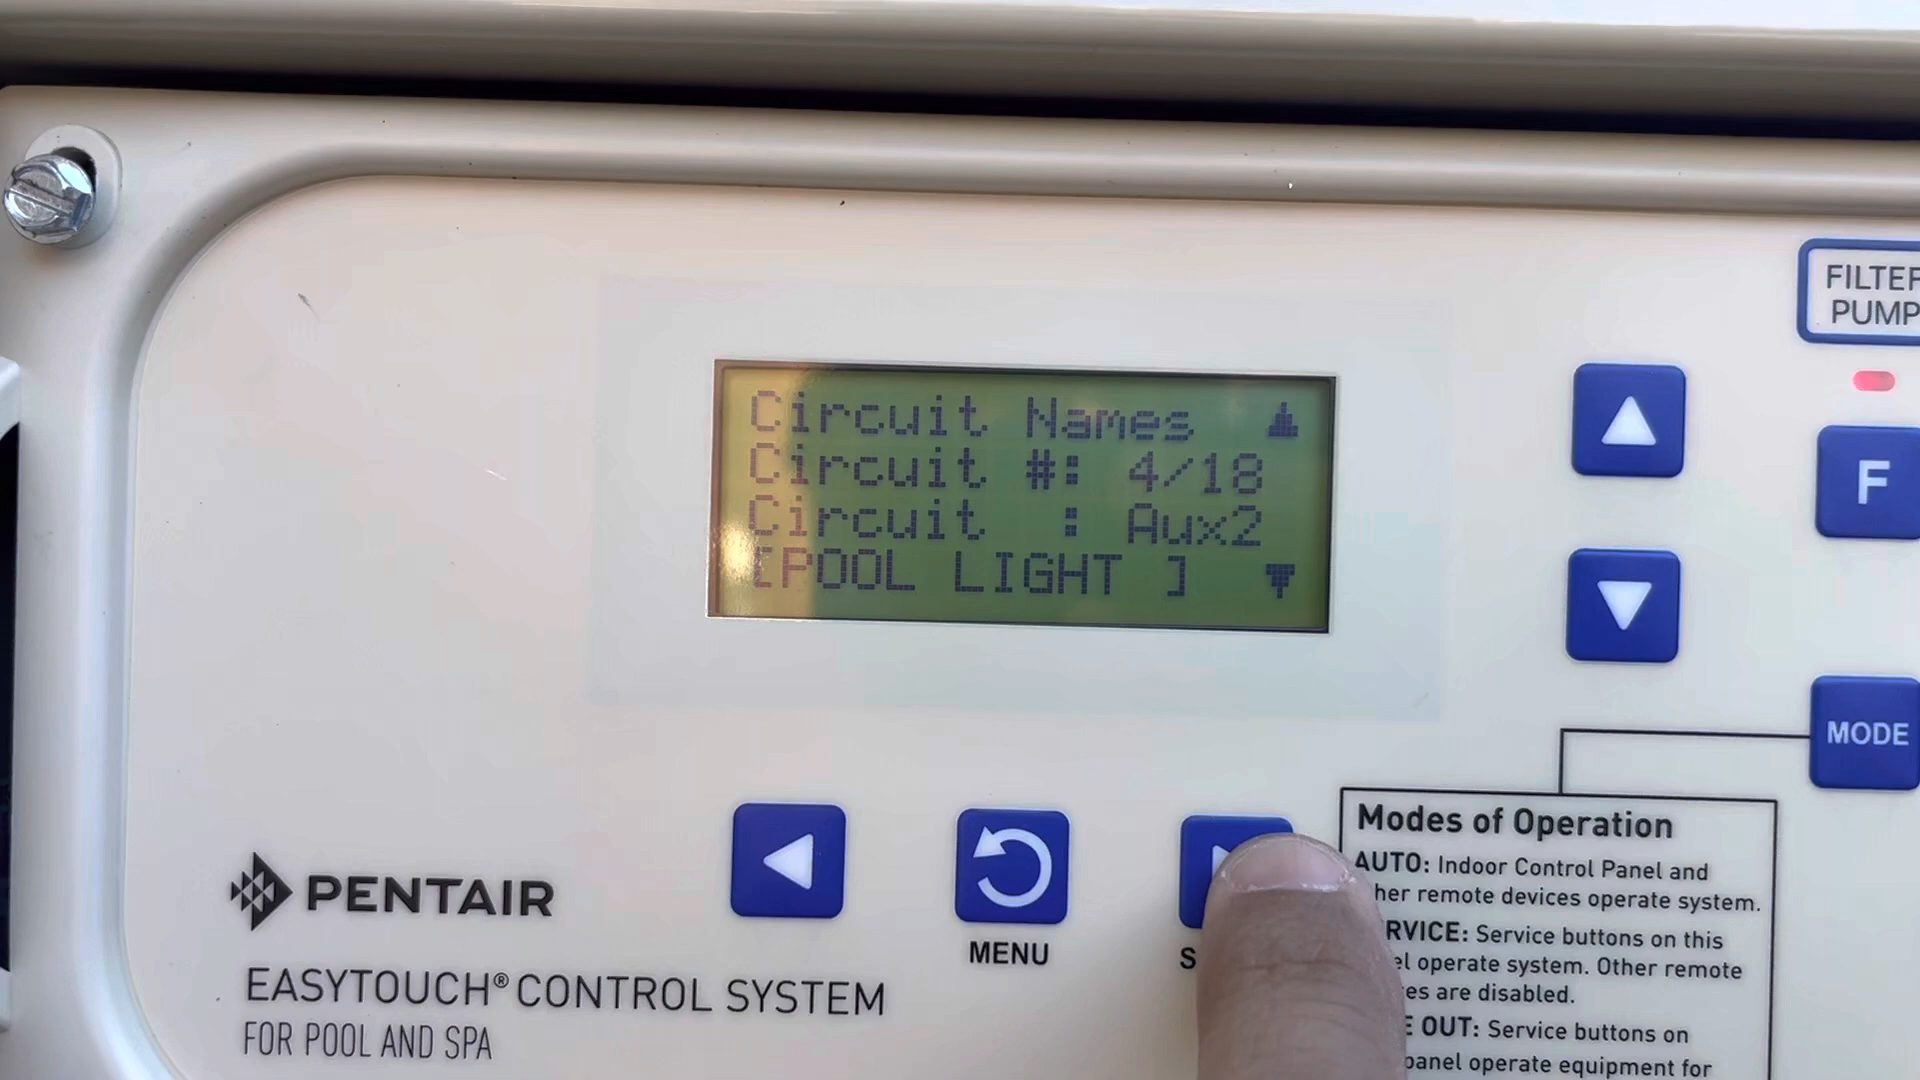 Circuit Names
Circuit #: 4/18
Circuit : Aux2
[POOL LIGHT ]
FILTER
PUMP
F
MODE
MENU
S
PENTAIR
EASYTOUCH® CONTROL SYSTEM
FOR POOL AND SPA
Modes of Operation
AUTO: Indoor Control Panel and
her remote devices operate system.
RVICE: Service buttons on this
el operate system. Other remote
es are disabled.
E OUT: Service buttons on
panel operate equipment for